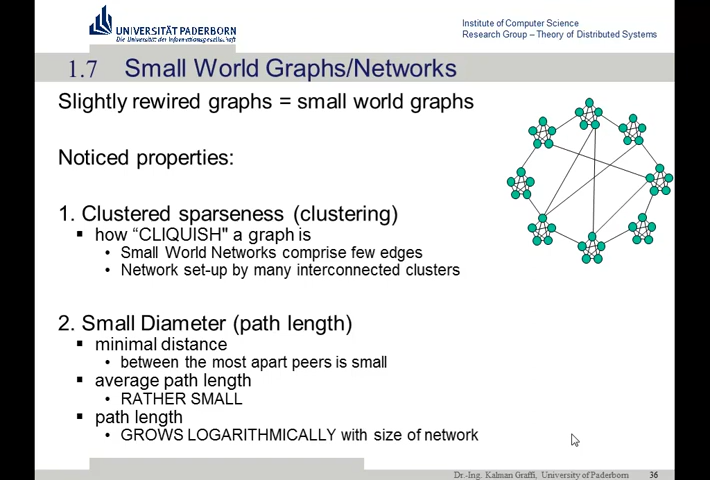 UNIVERSITÄT PADERBORN
Die Universität der Informationsgesellschaft
Institute of Computer Science
Research Group – Theory of Distributed Systems
1.7 Small World Graphs/Networks
Slightly rewired graphs = small world graphs
Noticed properties:
1. Clustered sparseness (clustering)
▪ how “CLIQUISH" a graph is
• Small World Networks comprise few edges
• Network set-up by many interconnected clusters
2. Small Diameter (path length)
▪ minimal distance
• between the most apart peers is small
▪ average path length
• RATHER SMALL
▪ path length
• GROWS LOGARITHMICALLY with size of network
Dr.-Ing. Kalman Graffi, University of Paderborn 36